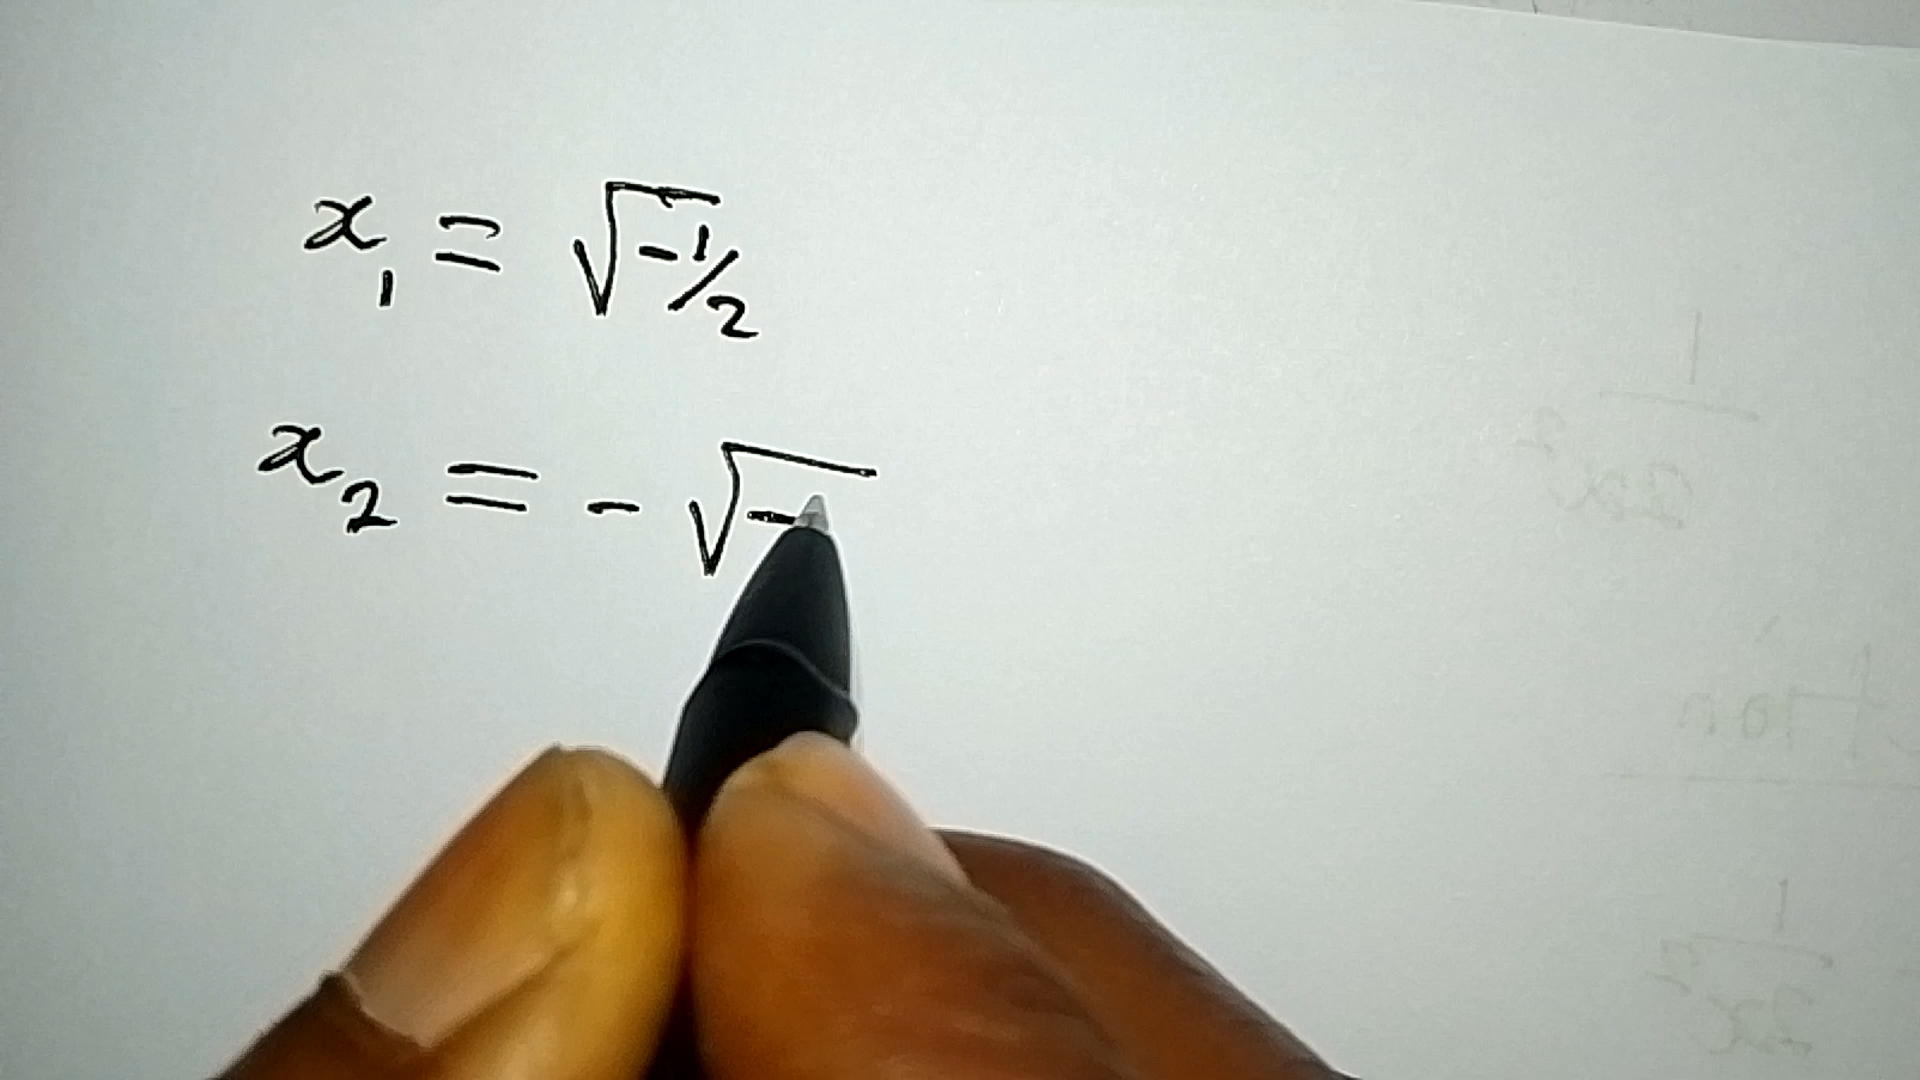 x₁ = √-1/2
x₂ = - √-